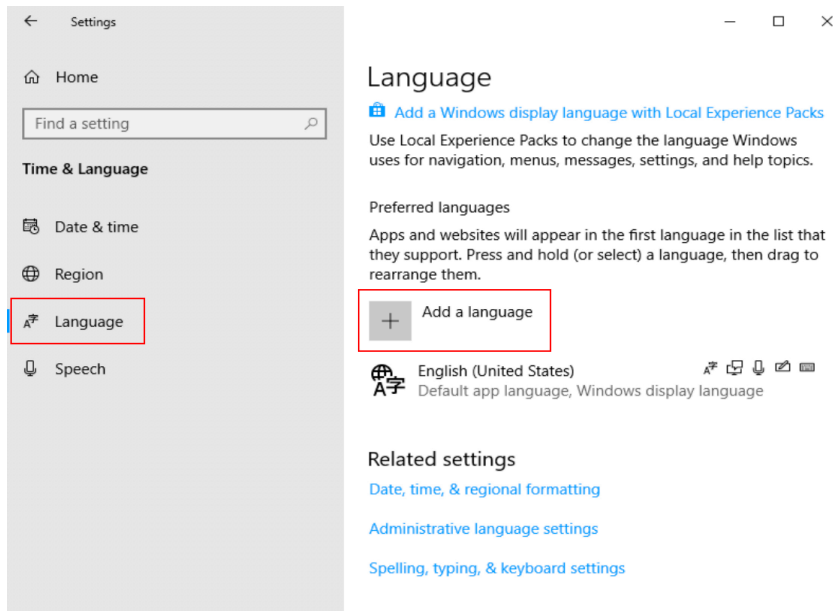 Settings
Home
Find a setting
Time & Language
Date & time
Region
Language
Speech
Language
Add a Windows display language with Local Experience Packs
Use Local Experience Packs to change the language Windows
uses for navigation, menus, messages, settings, and help topics.
Preferred languages
Apps and websites will appear in the first language in the list that
they support. Press and hold (or select) a language, then drag to
rearrange them.
Add a language
English (United States)
Default app language, Windows display language
Related settings
Date, time, & regional formatting
Administrative language settings
Spelling, typing, & keyboard settings